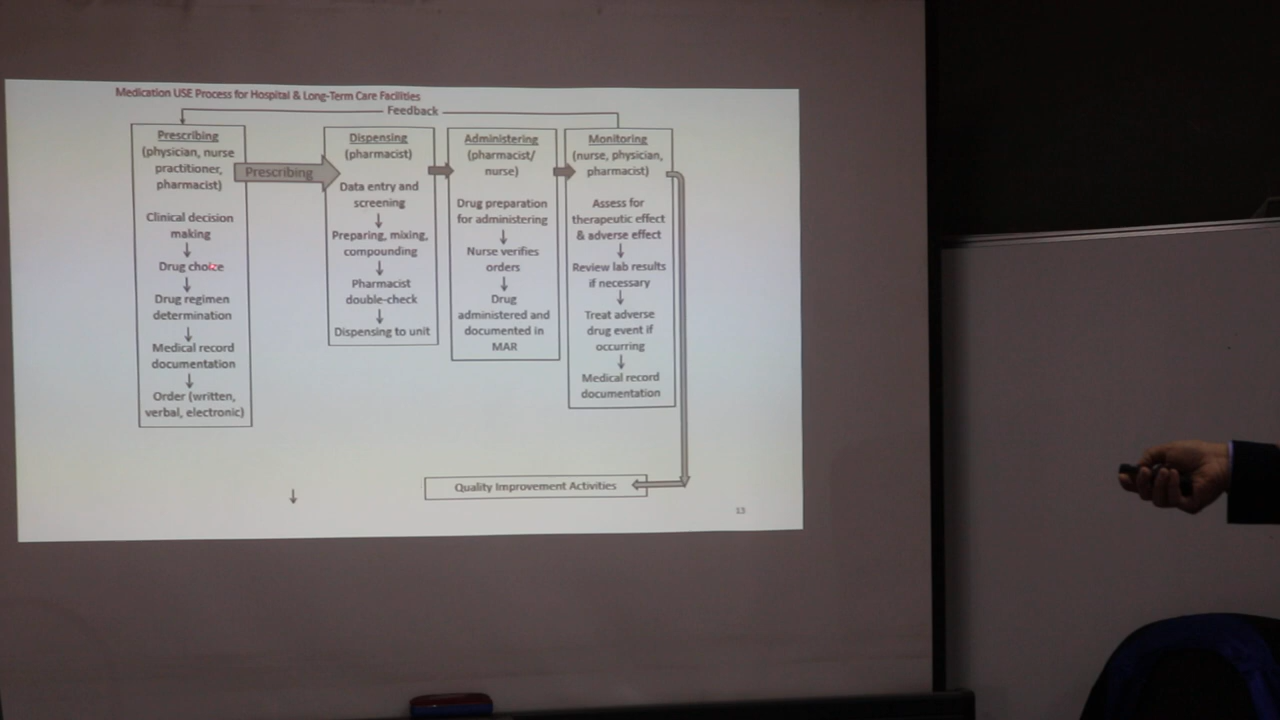 Medication USE Process for Hospital & Long-Term Care Facilities
Feedback
Prescribing
(physician, nurse
practitioner,
pharmacist)
Clinical decision
making
Drug choice
Drug regimen
determination
Medical record
documentation
Order (written,
verbal, electronic)
Prescribing
Dispensing
(pharmacist)
Data entry and
screening
Preparing, mixing,
compounding
Pharmacist
double-check
Dispensing to unit
Administering
(pharmacist/
nurse)
Drug preparation
for administering
Nurse verifies
orders
Drug
administered and
documented in
MAR
Monitoring
(nurse, physician,
pharmacist)
Assess for
therapeutic effect
& adverse effect
Review lab results
if necessary
Treat adverse
drug event if
occurring
Medical record
documentation
Quality Improvement Activities
13